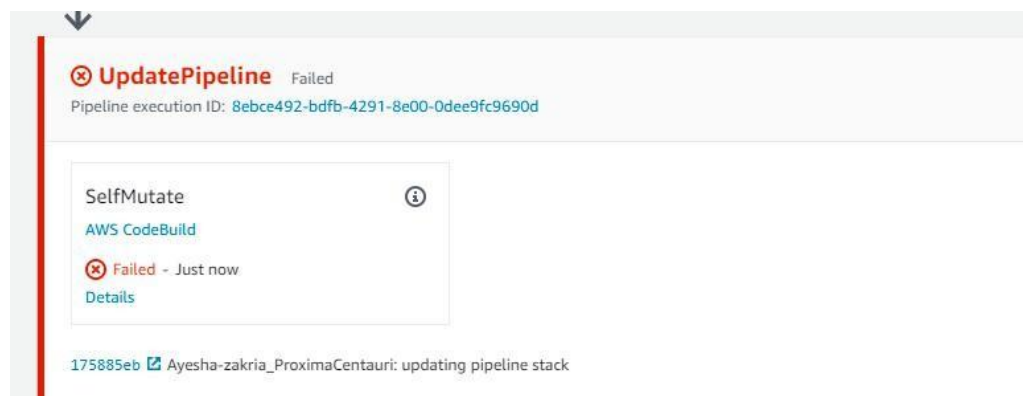 UpdatePipeline Failed
Pipeline execution ID: 8ebce492-bdfb-4291-8e00-0dee9fc9690d
SelfMutate
AWS CodeBuild
Failed - Just now
Details
175885eb Ayesha-zakria_ProximaCentauri: updating pipeline stack